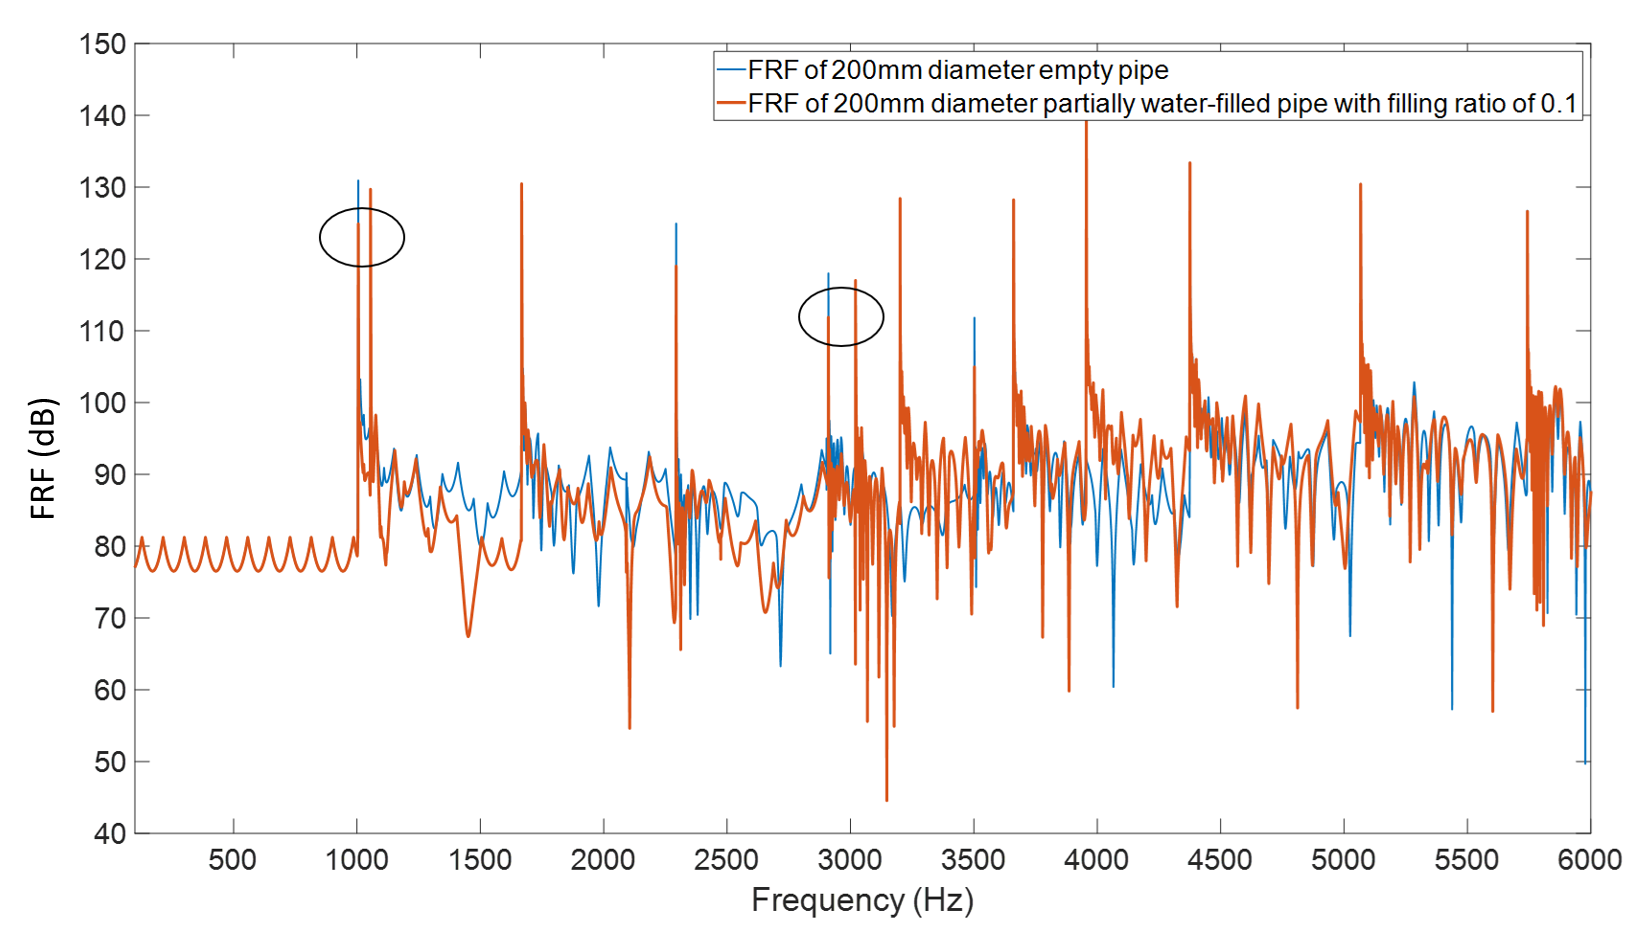 150
140
130
120
110
100
90
80
70
60
50
40
FRF (dB)
FRF of 200mm diameter empty pipe
FRF of 200mm diameter partially water-filled pipe with filling ratio of 0.1
500 1000 1500 2000 2500 3000 3500 4000 4500 5000 5500 6000
Frequency (Hz)